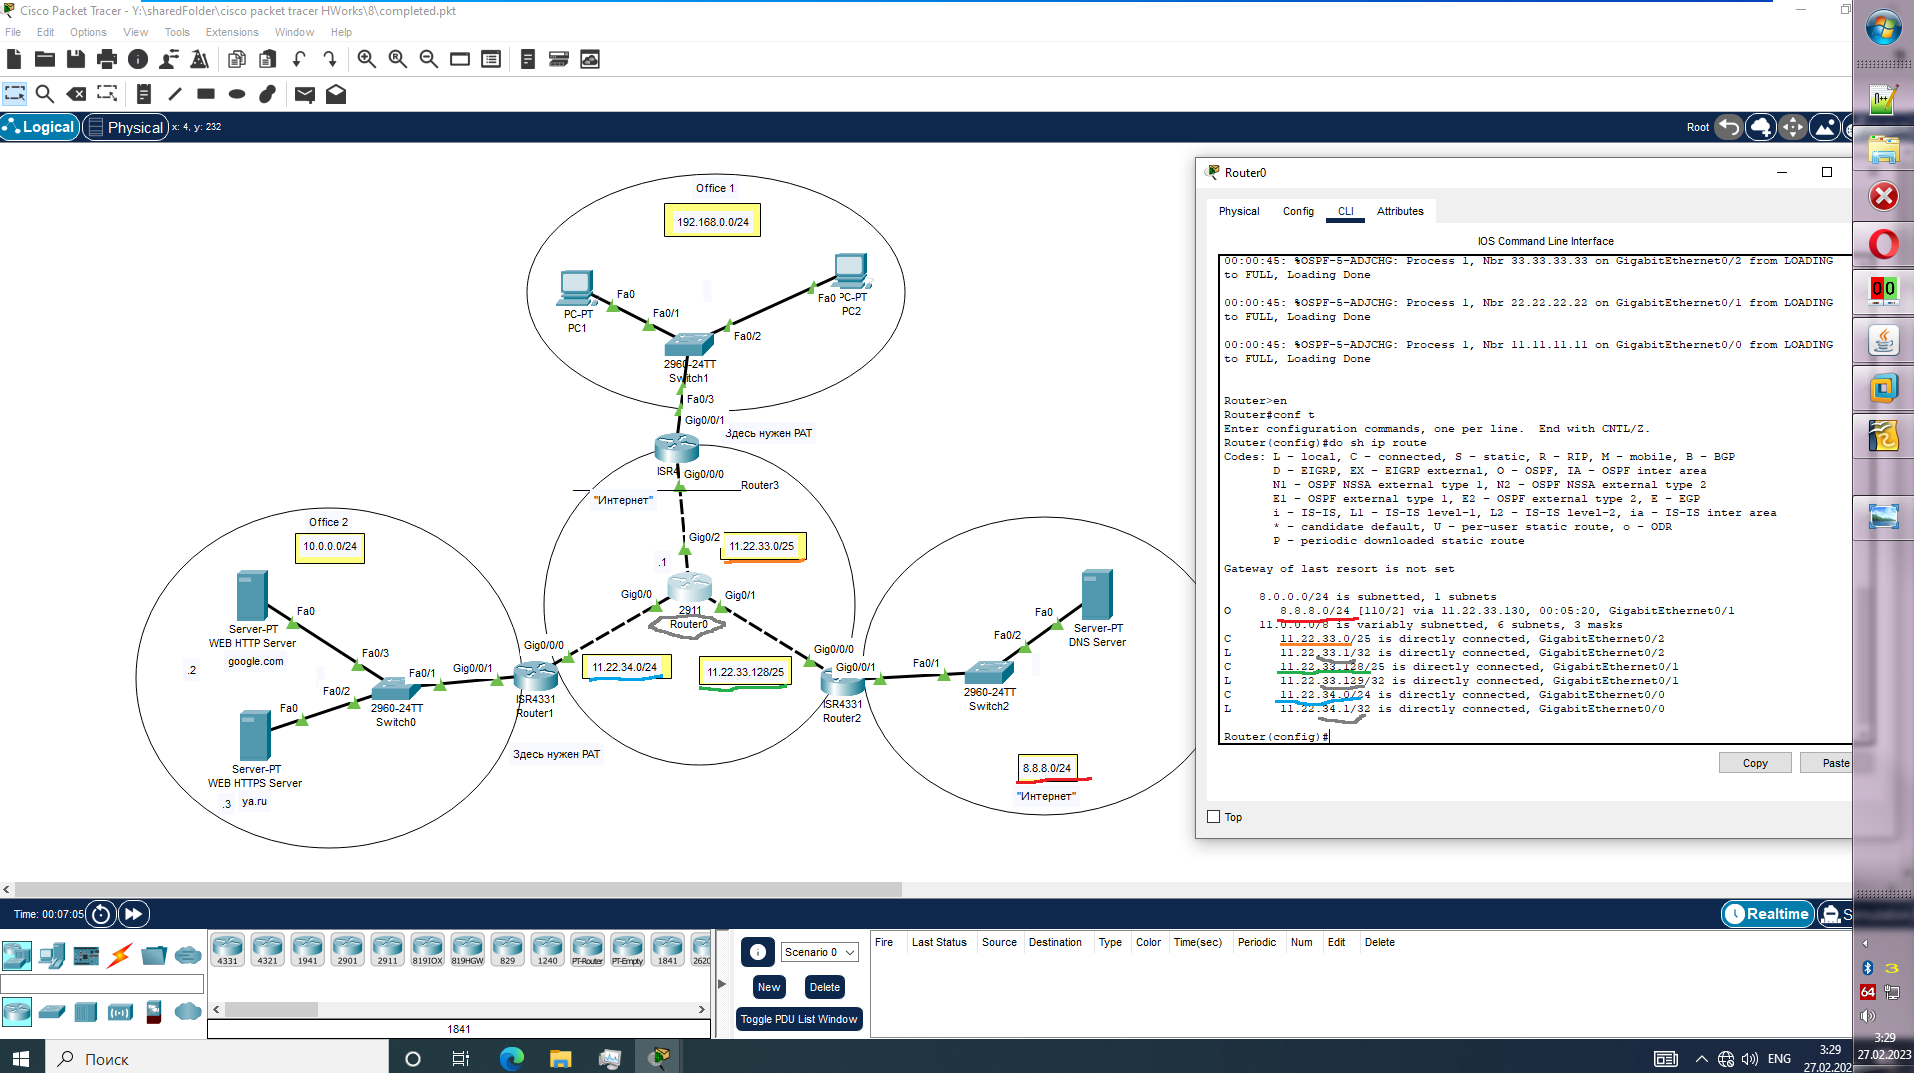 Cisco Packet Tracer - Y:\sharedFolder\cisco packet tracer HWorks\8\completed.pkt
File Edit Options View Tools Extensions Window Help
Logical Physical x: 4, y: 232 Root
Office 1
192.168.0.0/24
Fa0
PC-PT
PC1
Fa0/1
Fa0 PC-PT
PC2
Fa0/2
2960-24TT
Switch1
Fa0/3
Gig0/0/1
Здесь нужен PAT
ISR4
Gig0/0/0
Router3
"Интернет"
Gig0/2
11.22.33.0/25
.1
Gig0/0
Gig0/1
2911
Router0
Office 2
10.0.0.0/24
Fa0
Server-PT
WEB HTTP Server
google.com
.2
Fa0/3
Fa0/1
Fa0/2
Gig0/0/1
Gig0/0/0
Fa0
2960-24TT
Switch0
ISR4331
Router1
Server-PT
WEB HTTPS Server
.3 ya.ru
Здесь нужен PAT
11.22.34.0/24
11.22.33.128/25
Gig0/0/0
Gig0/0/1
ISR4331
Router2
Fa0/1
Fa0/2
Fa0
2960-24TT
Switch2
Server-PT
DNS Server
8.8.8.0/24
"Интернет"
Router0
Physical Config CLI Attributes
IOS Command Line Interface
00:00:45: %OSPF-5-ADJCHG: Process 1, Nbr 33.33.33.33 on GigabitEthernet0/2 from LOADING
to FULL, Loading Done
00:00:45: %OSPF-5-ADJCHG: Process 1, Nbr 22.22.22.22 on GigabitEthernet0/1 from LOADING
to FULL, Loading Done
00:00:45: %OSPF-5-ADJCHG: Process 1, Nbr 11.11.11.11 on GigabitEthernet0/0 from LOADING
to FULL, Loading Done
Router>en
Router#conf t
Enter configuration commands, one per line. End with CNTL/Z.
Router(config)#do sh ip route
Codes: L - local, C - connected, S - static, R - RIP, M - mobile, B - BGP
D - EIGRP, EX - EIGRP external, O - OSPF, IA - OSPF inter area
N1 - OSPF NSSA external type 1, N2 - OSPF NSSA external type 2
E1 - OSPF external type 1, E2 - OSPF external type 2, E - EGP
i - IS-IS, L1 - IS-IS level-1, L2 - IS-IS level-2, ia - IS-IS inter area
* - candidate default, U - per-user static route, o - ODR
P - periodic downloaded static route
Gateway of last resort is not set
8.0.0.0/24 is subnetted, 1 subnets
O 8.8.8.0/24 [110/2] via 11.22.33.130, 00:05:20, GigabitEthernet0/1
11.0.0.0/8 is variably subnetted, 6 subnets, 3 masks
C 11.22.33.0/25 is directly connected, GigabitEthernet0/2
L 11.22.33.1/32 is directly connected, GigabitEthernet0/2
C 11.22.33.128/25 is directly connected, GigabitEthernet0/1
L 11.22.33.129/32 is directly connected, GigabitEthernet0/1
C 11.22.34.0/24 is directly connected, GigabitEthernet0/0
L 11.22.34.1/32 is directly connected, GigabitEthernet0/0
Router(config)#
Copy Paste
Top
Time: 00:07:05 Realtime S
4331 4321 1941 2901 2911 819IOX 819HGW 829 1240 PT-Router PT-Empty 1841 2620
1841
Scenario 0
New Delete
Toggle PDU List Window
Fire Last Status Source Destination Type Color Time(sec) Periodic Num Edit Delete
Поиск
ENG
3:29
27.02.202
64
3:29
27.02.2023